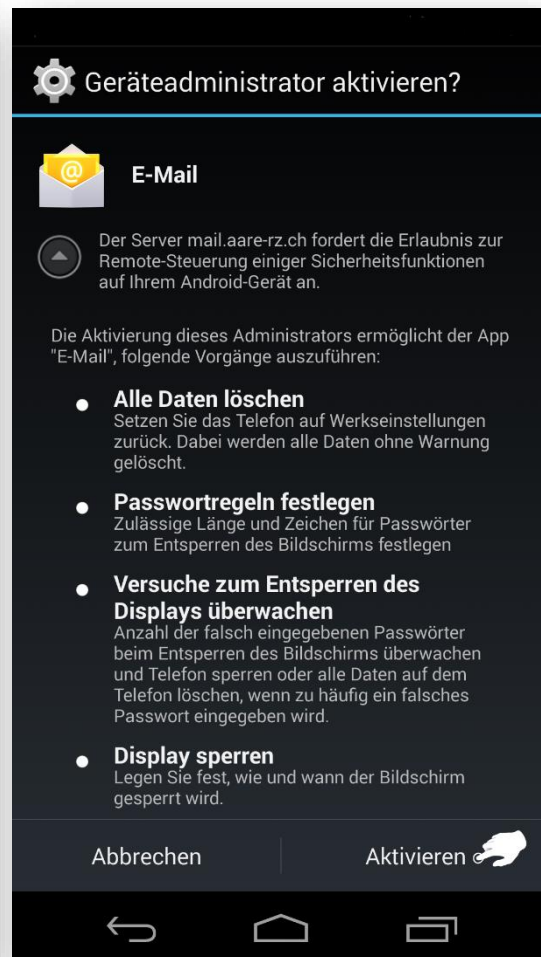 Geräteadministrator aktivieren?
@
E-Mail
Der Server mail.aare-rz.ch fordert die Erlaubnis zur
Remote-Steuerung einiger Sicherheitsfunktionen
auf Ihrem Android-Gerät an.
Die Aktivierung dieses Administrators ermöglicht der App
"E-Mail", folgende Vorgänge auszuführen:
● Alle Daten löschen
Setzen Sie das Telefon auf Werkseinstellungen
zurück. Dabei werden alle Daten ohne Warnung
gelöscht.
● Passwortregeln festlegen
Zulässige Länge und Zeichen für Passwörter
zum Entsperren des Bildschirms festlegen
● Versuche zum Entsperren des
Displays überwachen
Anzahl der falsch eingegebenen Passwörter
beim Entsperren des Bildschirms überwachen
und Telefon sperren oder alle Daten auf dem
Telefon löschen, wenn zu häufig ein falsches
Passwort eingegeben wird.
● Display sperren
Legen Sie fest, wie und wann der Bildschirm
gesperrt wird.
Abbrechen Aktivieren